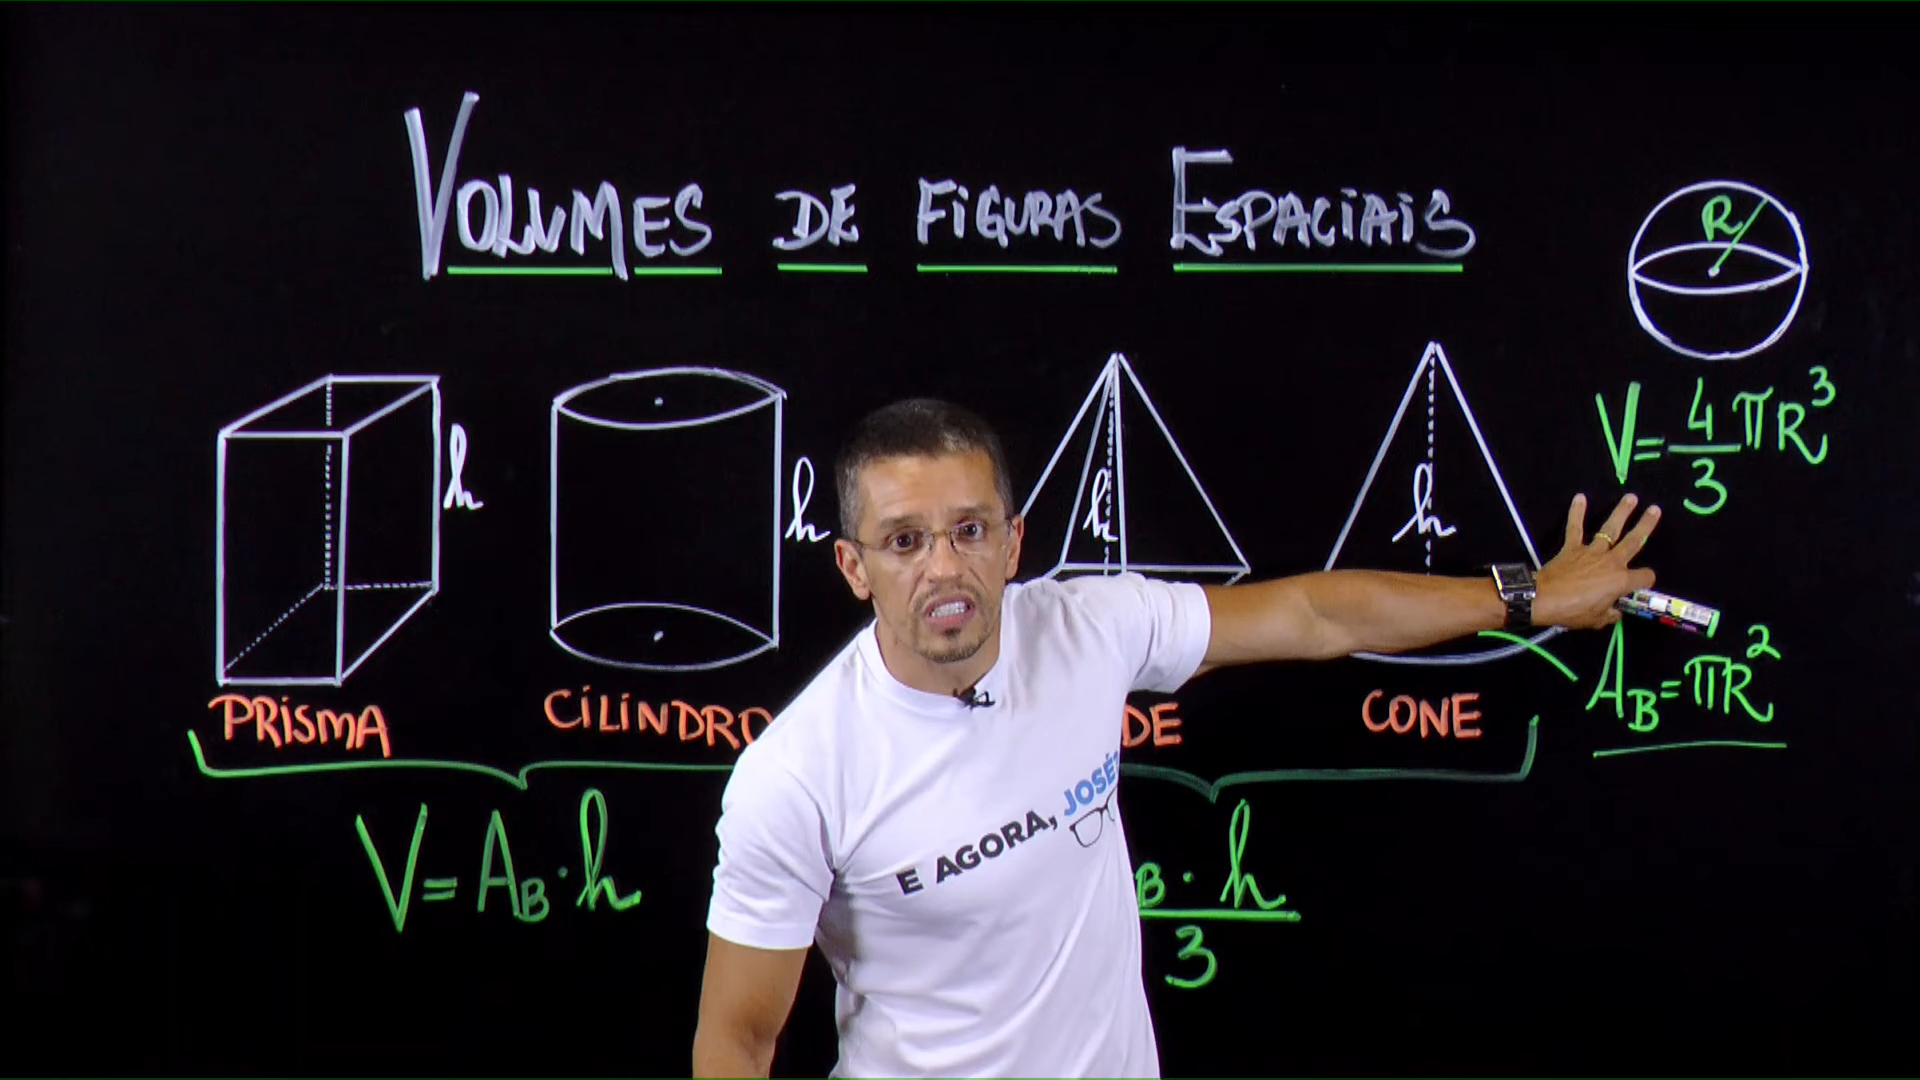 VOLUMES DE FIGURAS ESPACIAIS
R
V = 4/3 πR³
h
h
h
h
PRISMA
CILINDRO
DE
CONE
A_B = πR²
V = A_B · h
B · h
3
E AGORA, JOSÉ?